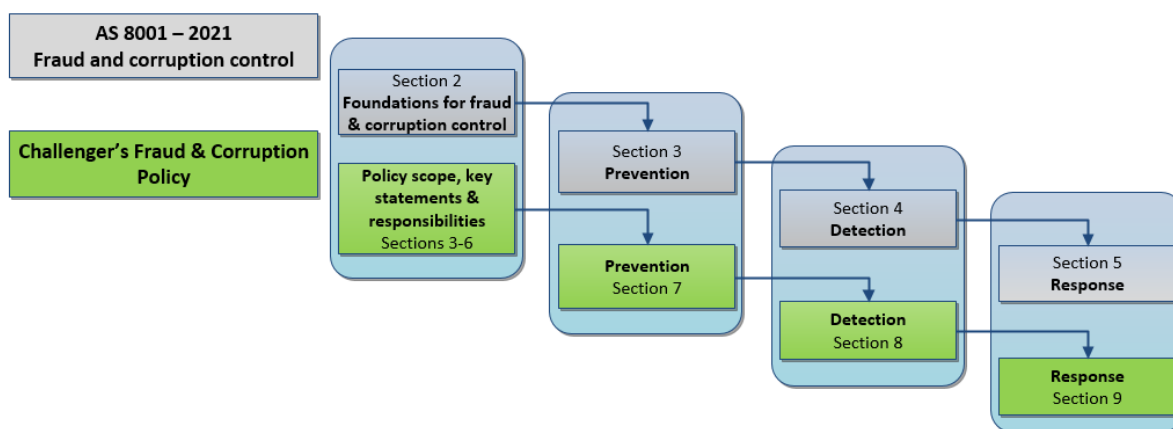 AS 8001 – 2021
Fraud and corruption control
Challenger's Fraud & Corruption
Policy
Section 2
Foundations for fraud
& corruption control
Policy scope, key
statements &
responsibilities
Sections 3-6
Section 3
Prevention
Prevention
Section 7
Section 4
Detection
Detection
Section 8
Section 5
Response
Response
Section 9